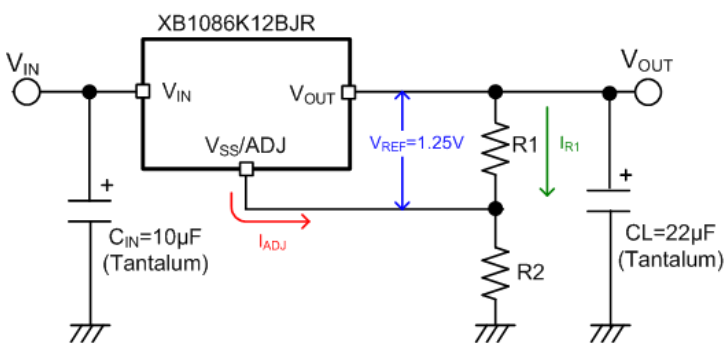 XB1086K12BJR
VIN
VIN
VOUT
VOUT
VSS/ADJ
VREF=1.25V
R1
IR1
+
+
IADJ
CIN=10µF
(Tantalum)
R2
CL=22µF
(Tantalum)